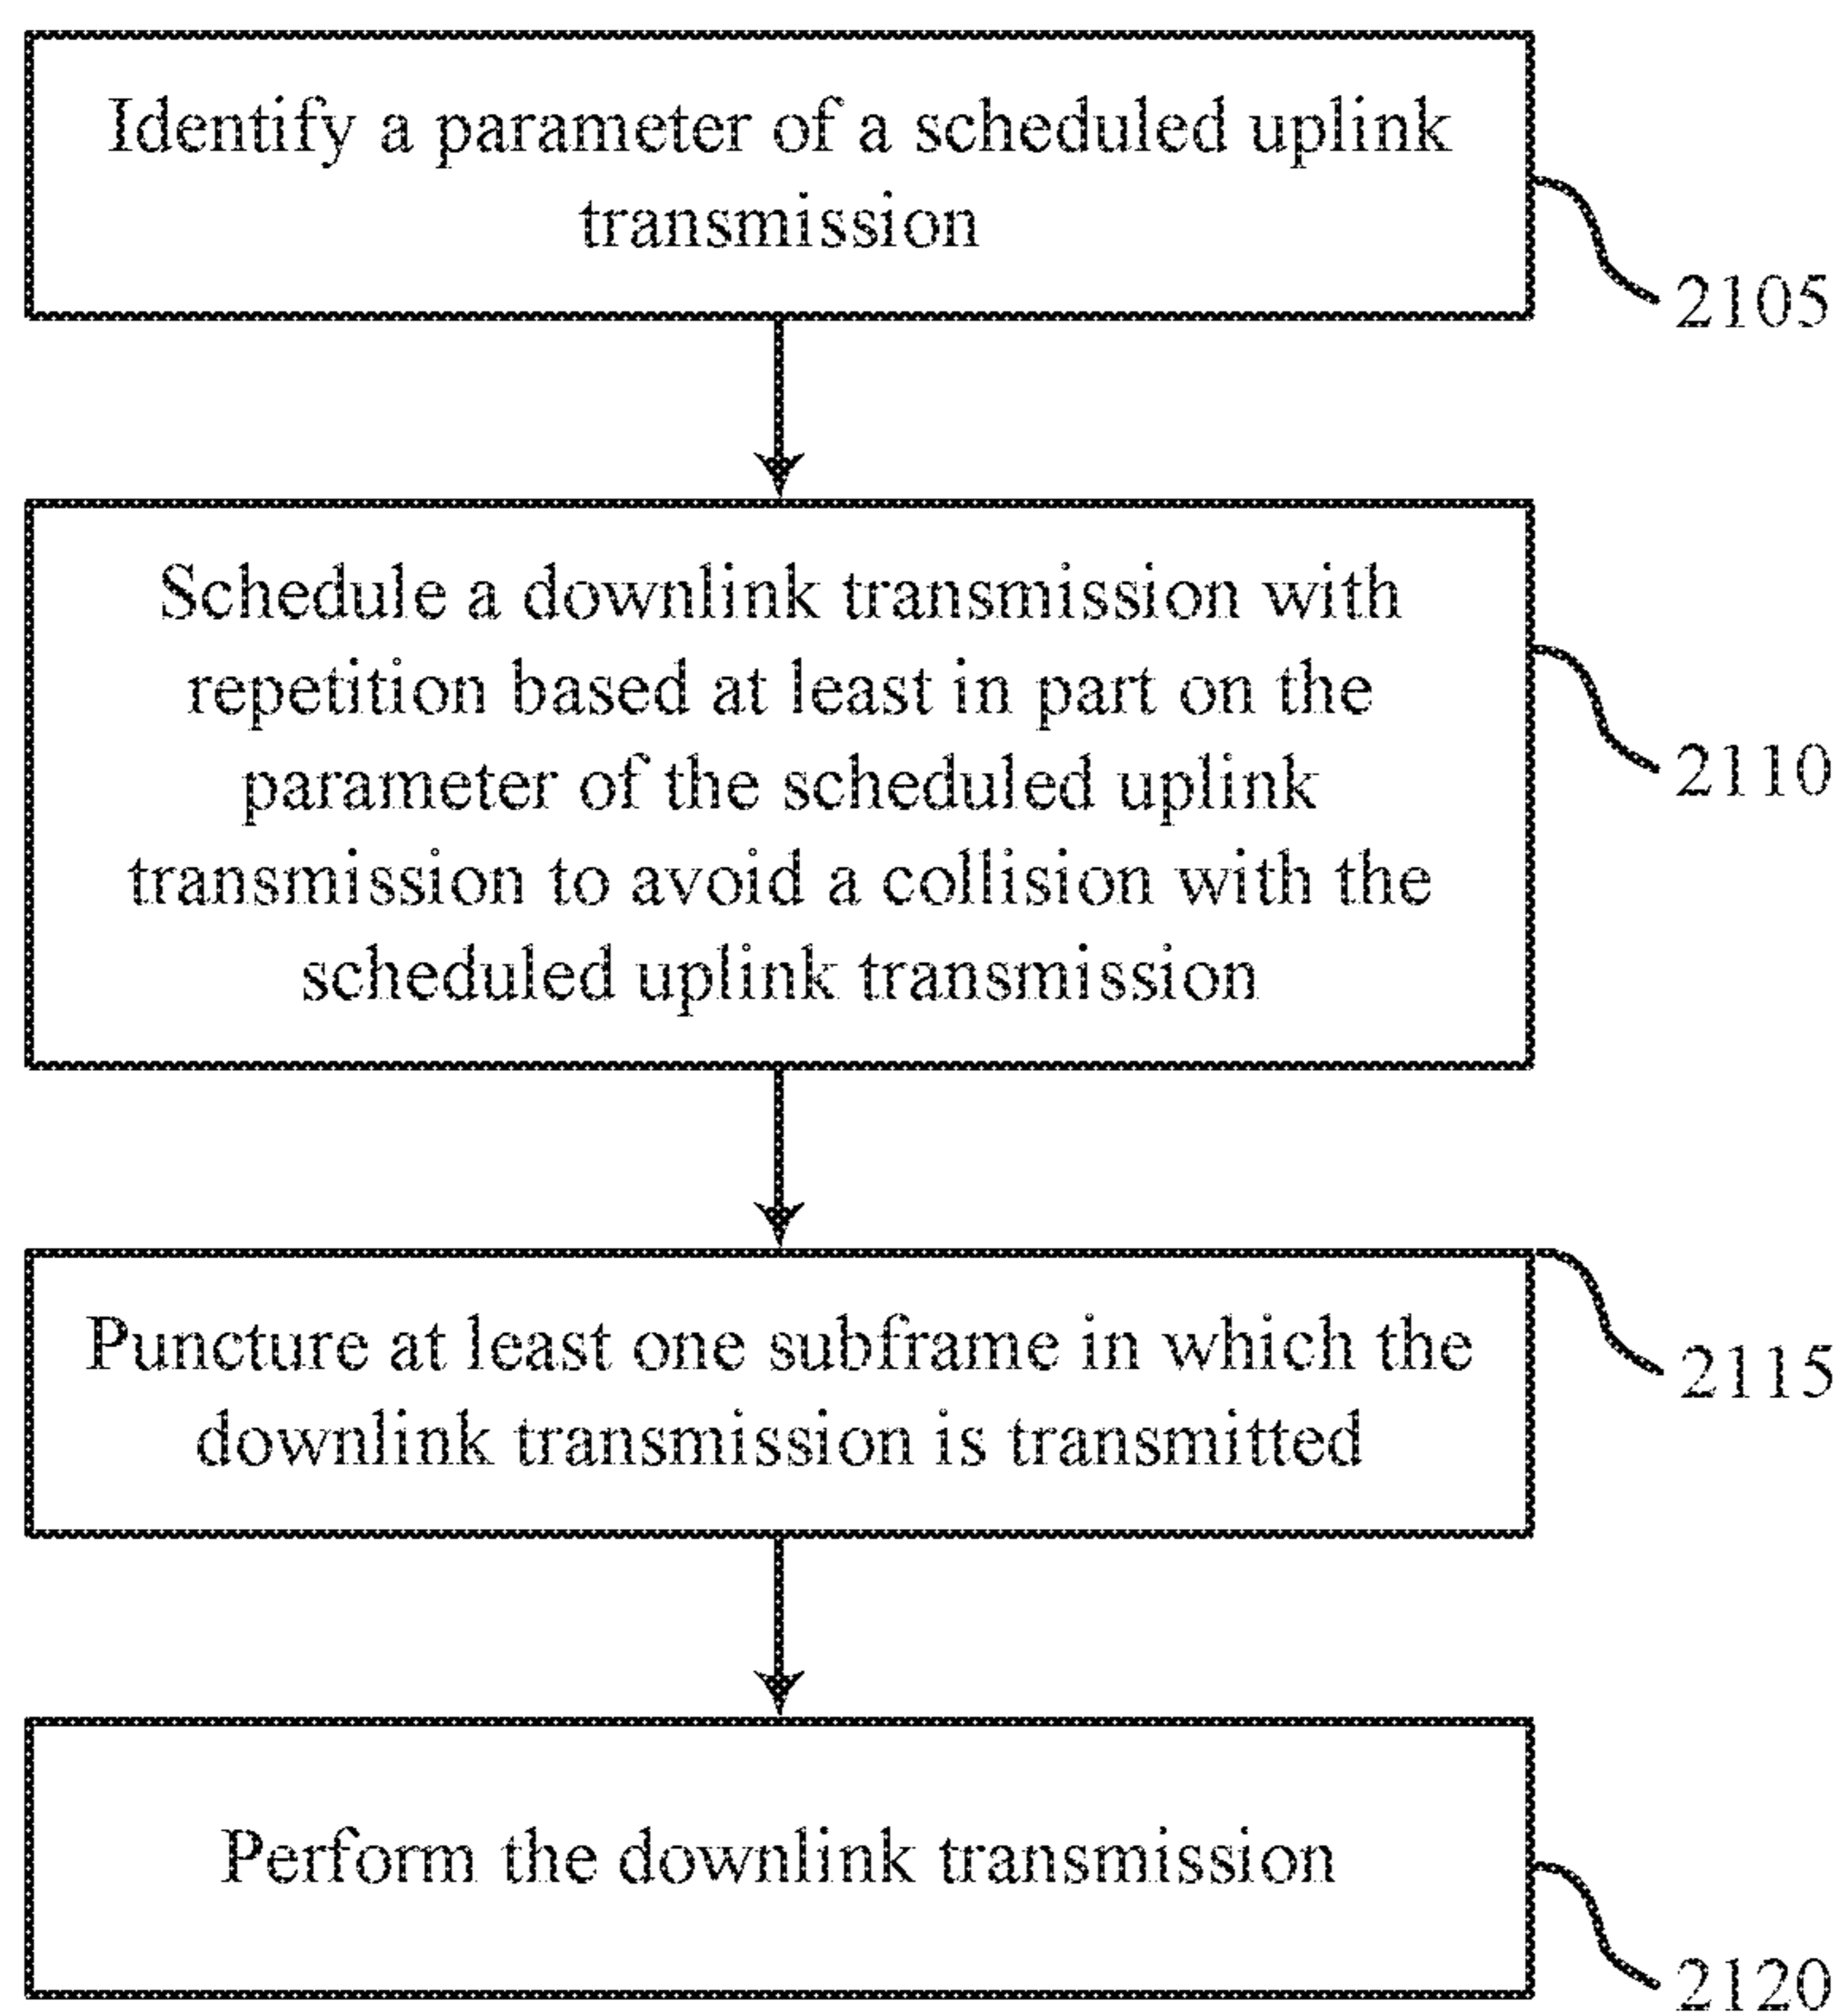 Identify a parameter of a scheduled uplink
transmission
2105
Schedule a downlink transmission with
repetition based at least in part on the
parameter of the scheduled uplink
transmission to avoid a collision with the
scheduled uplink transmission
2110
Puncture at least one subframe in which the
downlink transmission is transmitted
2115
Perform the downlink transmission
2120